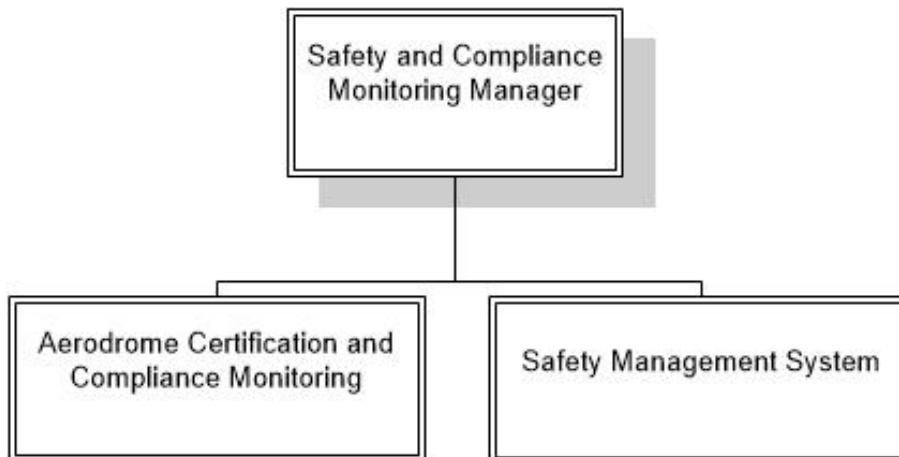 Safety and Compliance
Monitoring Manager
Aerodrome Certification and
Compliance Monitoring
Safety Management System